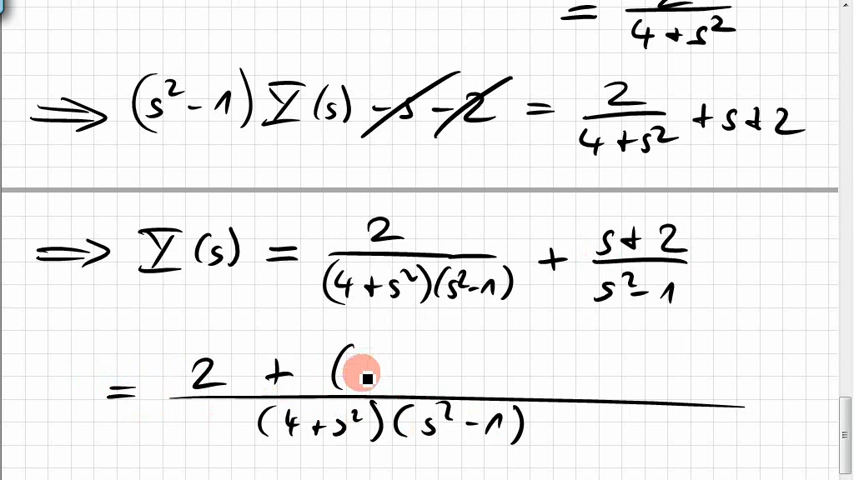 = 2/(4+s²)
⟹ (s² - 1) Y(s) - s - 2 = 2/(4+s²) + s + 2
⟹ Y(s) = 2/((4+s²)(s²-1)) + (s+2)/(s²-1)
= (2 + ( )/((4+s²)(s²-1))